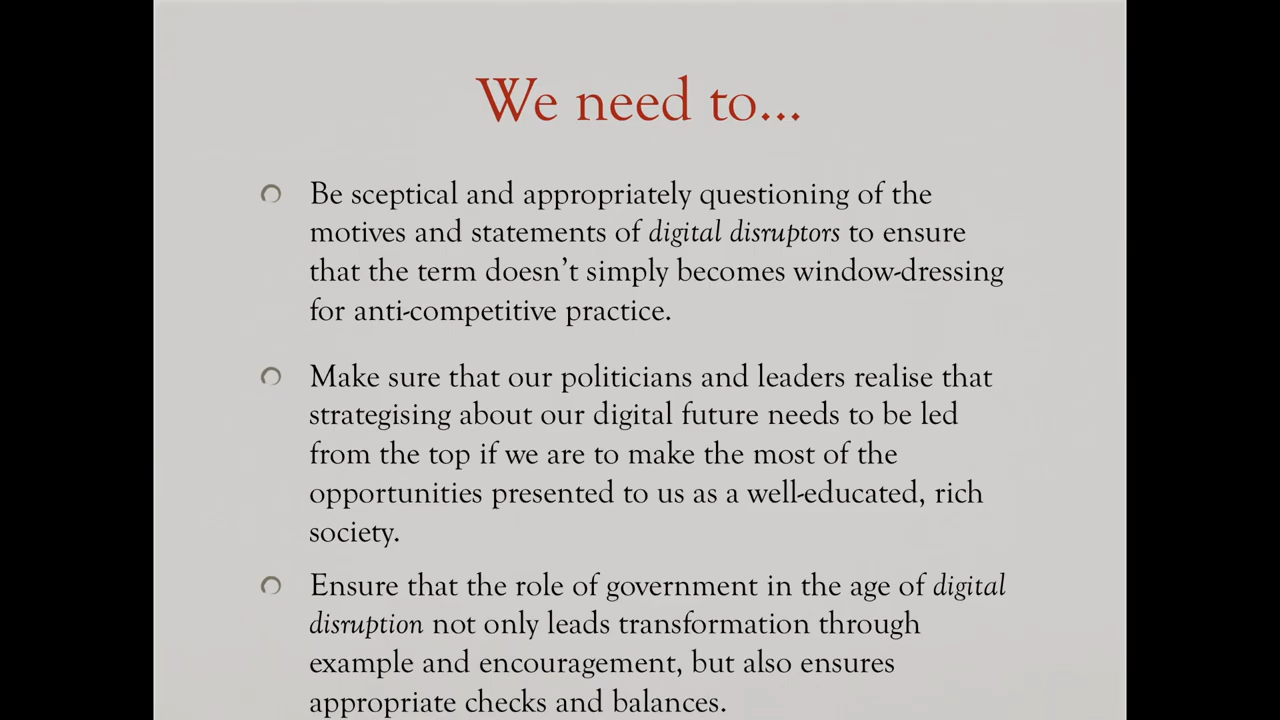 We need to...
Be sceptical and appropriately questioning of the
motives and statements of digital disruptors to ensure
that the term doesn't simply becomes window-dressing
for anti-competitive practice.
Make sure that our politicians and leaders realise that
strategising about our digital future needs to be led
from the top if we are to make the most of the
opportunities presented to us as a well-educated, rich
society.
Ensure that the role of government in the age of digital
disruption not only leads transformation through
example and encouragement, but also ensures
appropriate checks and balances.